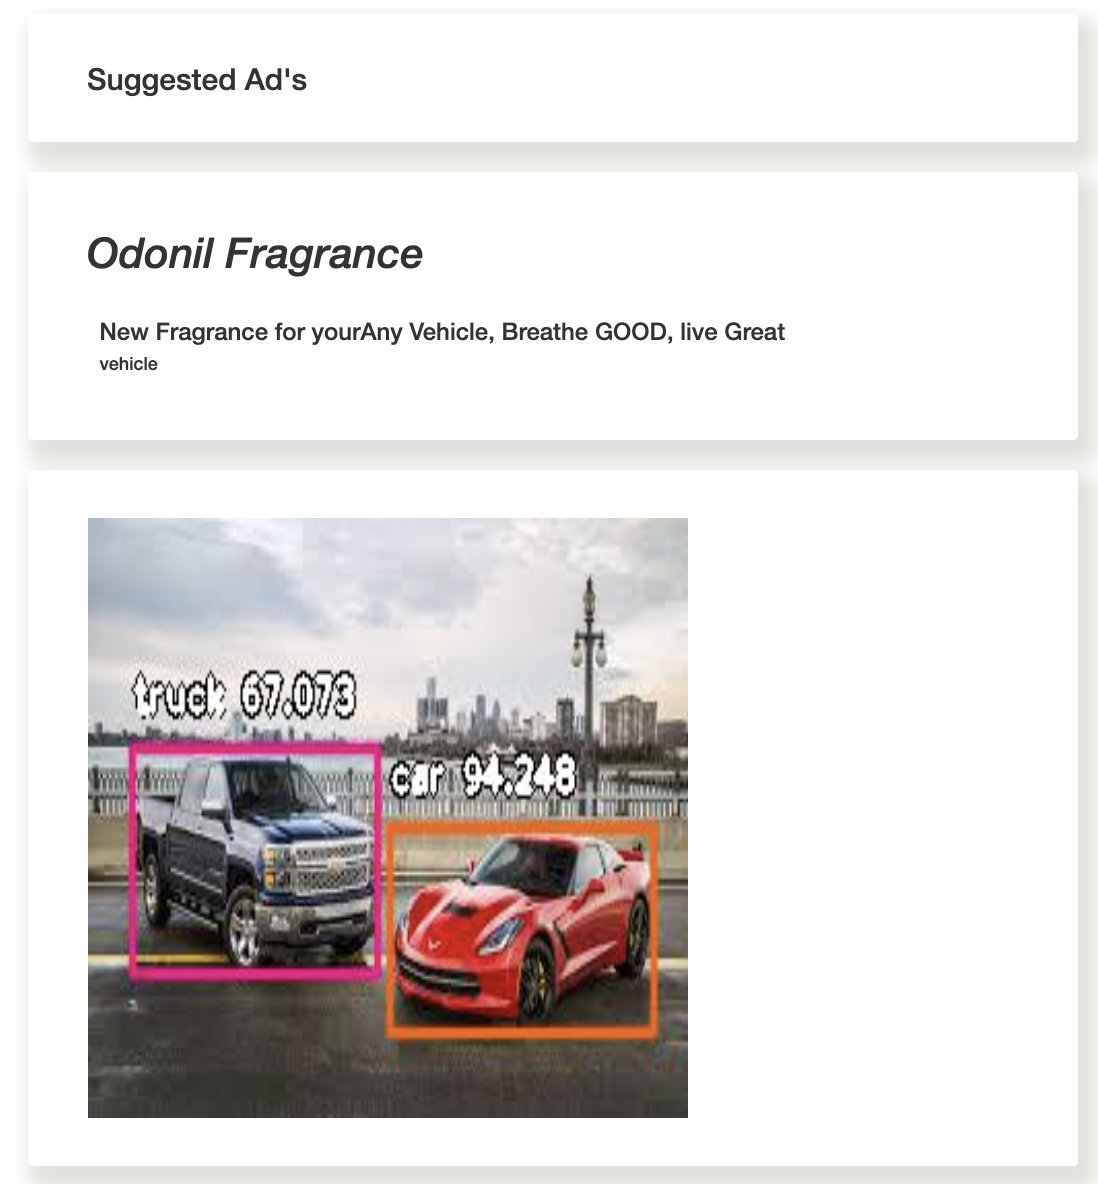 Suggested Ad's
Odonil Fragrance
New Fragrance for yourAny Vehicle, Breathe GOOD, live Great
vehicle
truck 67.073
car 94.248